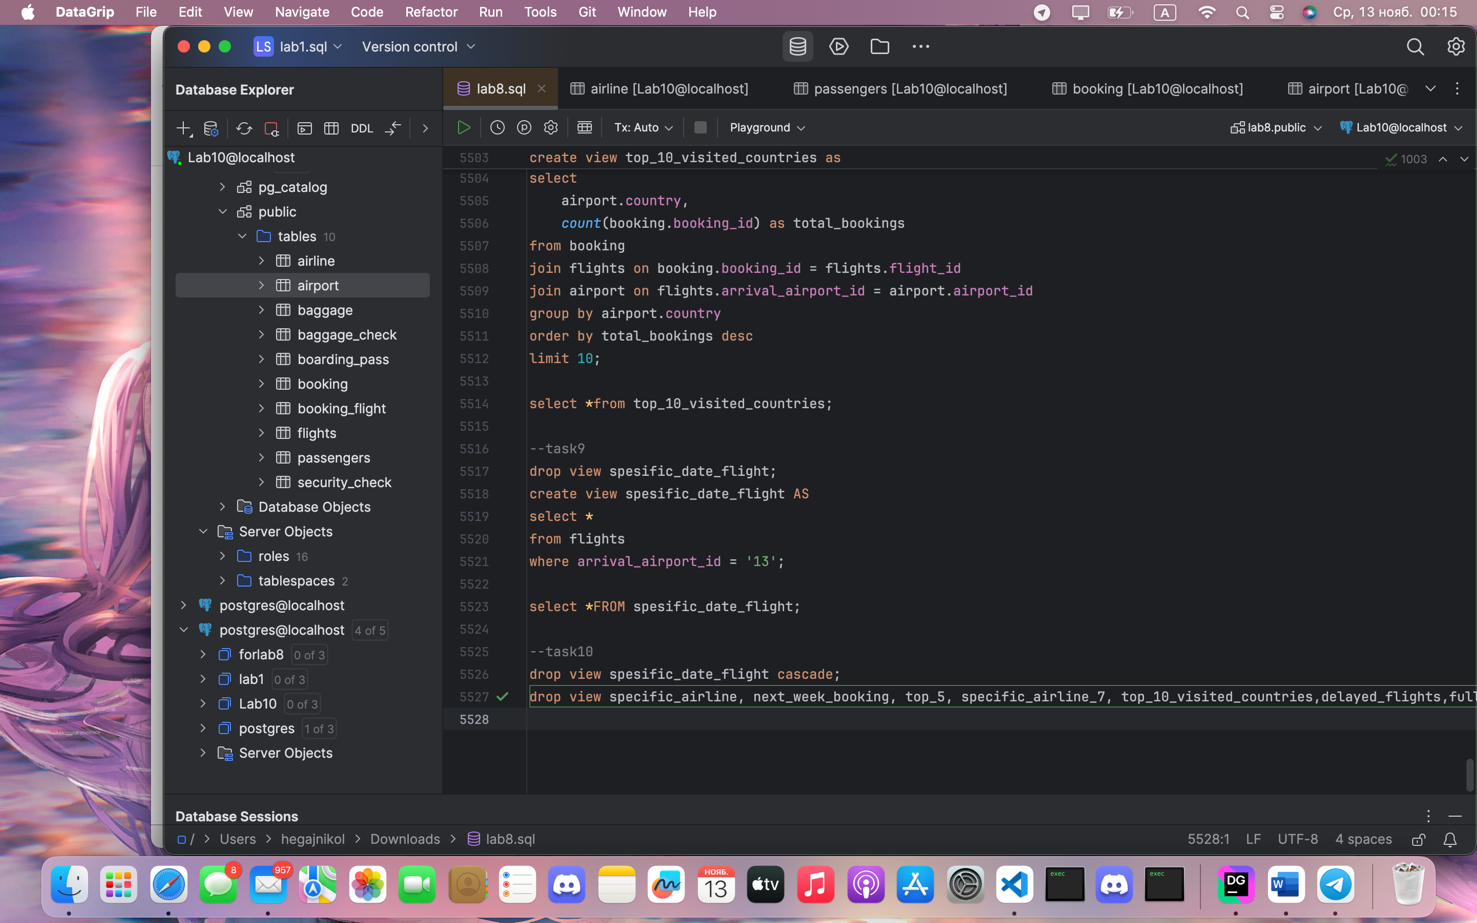 DataGrip File Edit View Navigate Code Refactor Run Tools Git Window Help
A
Ср, 13 нояб. 00:15
LS lab1.sql Version control
Database Explorer
lab8.sql
airline [Lab10@localhost]
passengers [Lab10@localhost]
booking [Lab10@localhost]
airport [Lab10@
DDL
Tx: Auto
Playground
lab8.public
Lab10@localhost
Lab10@localhost
pg_catalog
public
tables 10
airline
airport
baggage
baggage_check
boarding_pass
booking
booking_flight
flights
passengers
security_check
Database Objects
Server Objects
roles 16
tablespaces 2
postgres@localhost
postgres@localhost 4 of 5
forlab8 0 of 3
lab1 0 of 3
Lab10 0 of 3
postgres 1 of 3
Server Objects
1003
5503 create view top_10_visited_countries as
5504 select
5505 airport.country,
5506 count(booking.booking_id) as total_bookings
5507 from booking
5508 join flights on booking.booking_id = flights.flight_id
5509 join airport on flights.arrival_airport_id = airport.airport_id
5510 group by airport.country
5511 order by total_bookings desc
5512 limit 10;
5513
5514 select *from top_10_visited_countries;
5515
5516 --task9
5517 drop view spesific_date_flight;
5518 create view spesific_date_flight AS
5519 select *
5520 from flights
5521 where arrival_airport_id = '13';
5522
5523 select *FROM spesific_date_flight;
5524
5525 --task10
5526 drop view spesific_date_flight cascade;
5527 drop view specific_airline, next_week_booking, top_5, specific_airline_7, top_10_visited_countries,delayed_flights,full
5528
Database Sessions
/ > Users > hegajnikol > Downloads > lab8.sql
5528:1 LF UTF-8 4 spaces
8
957
НОЯБ.
13
tv
exec
exec
DG
W